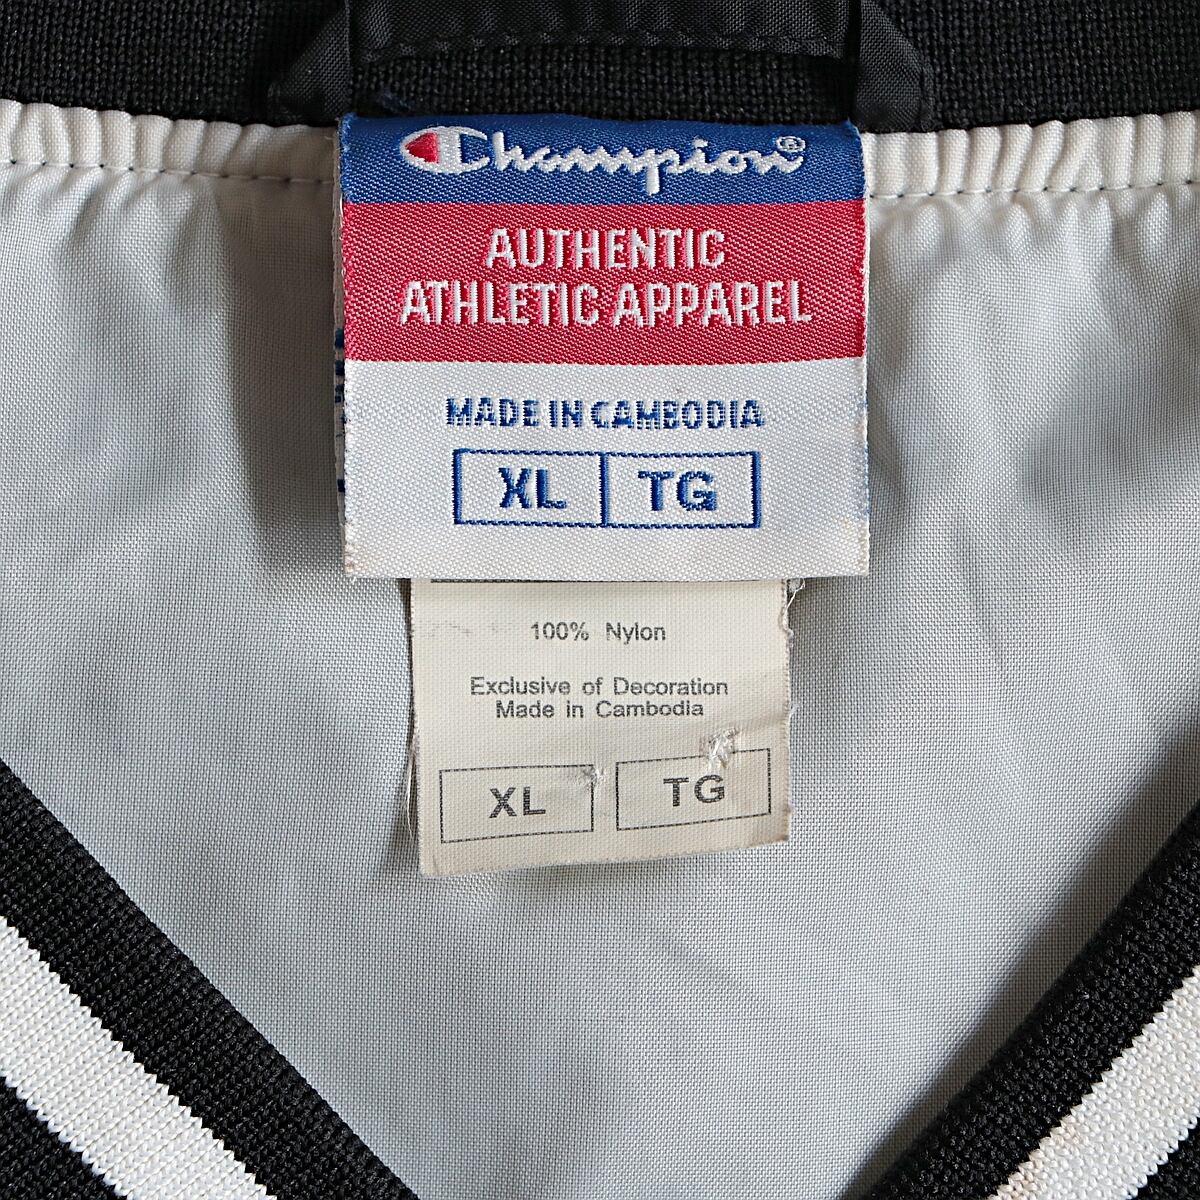 Champion®
AUTHENTIC
ATHLETIC APPAREL
MADE IN CAMBODIA
XL TG
100% Nylon
Exclusive of Decoration
Made in Cambodia
XL TG